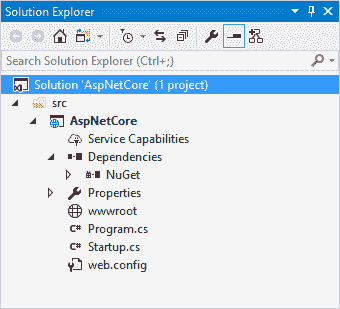 Solution Explorer
Search Solution Explorer (Ctrl+;)
Solution 'AspNetCore' (1 project)
src
AspNetCore
Service Capabilities
Dependencies
NuGet
Properties
wwwroot
C# Program.cs
C# Startup.cs
web.config